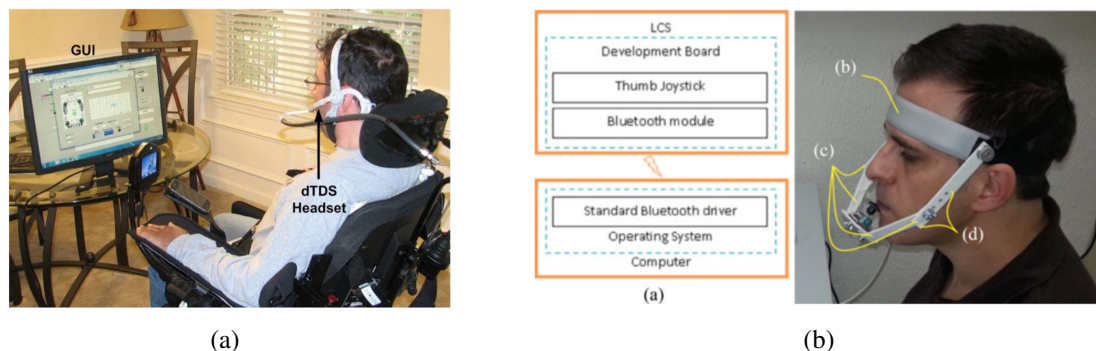 GUI
dTDS
Headset
(a)
LCS
Development Board
Thumb Joystick
Bluetooth module
Standard Bluetooth driver
Operating System
Computer
(a)
(b)
(c)
(d)
(b)